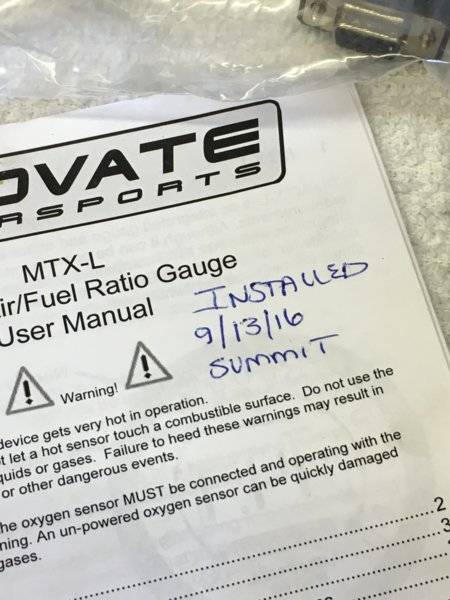 OVATE
RSPORTS
MTX-L
ir/Fuel Ratio Gauge
User Manual
INSTALLED
9/13/16
SUMMIT
Warning!
device gets very hot in operation.
t let a hot sensor touch a combustible surface. Do not use the
quids or gases. Failure to heed these warnings may result in
or other dangerous events.
he oxygen sensor MUST be connected and operating with the
ning. An un-powered oxygen sensor can be quickly damaged
gases.
2
3